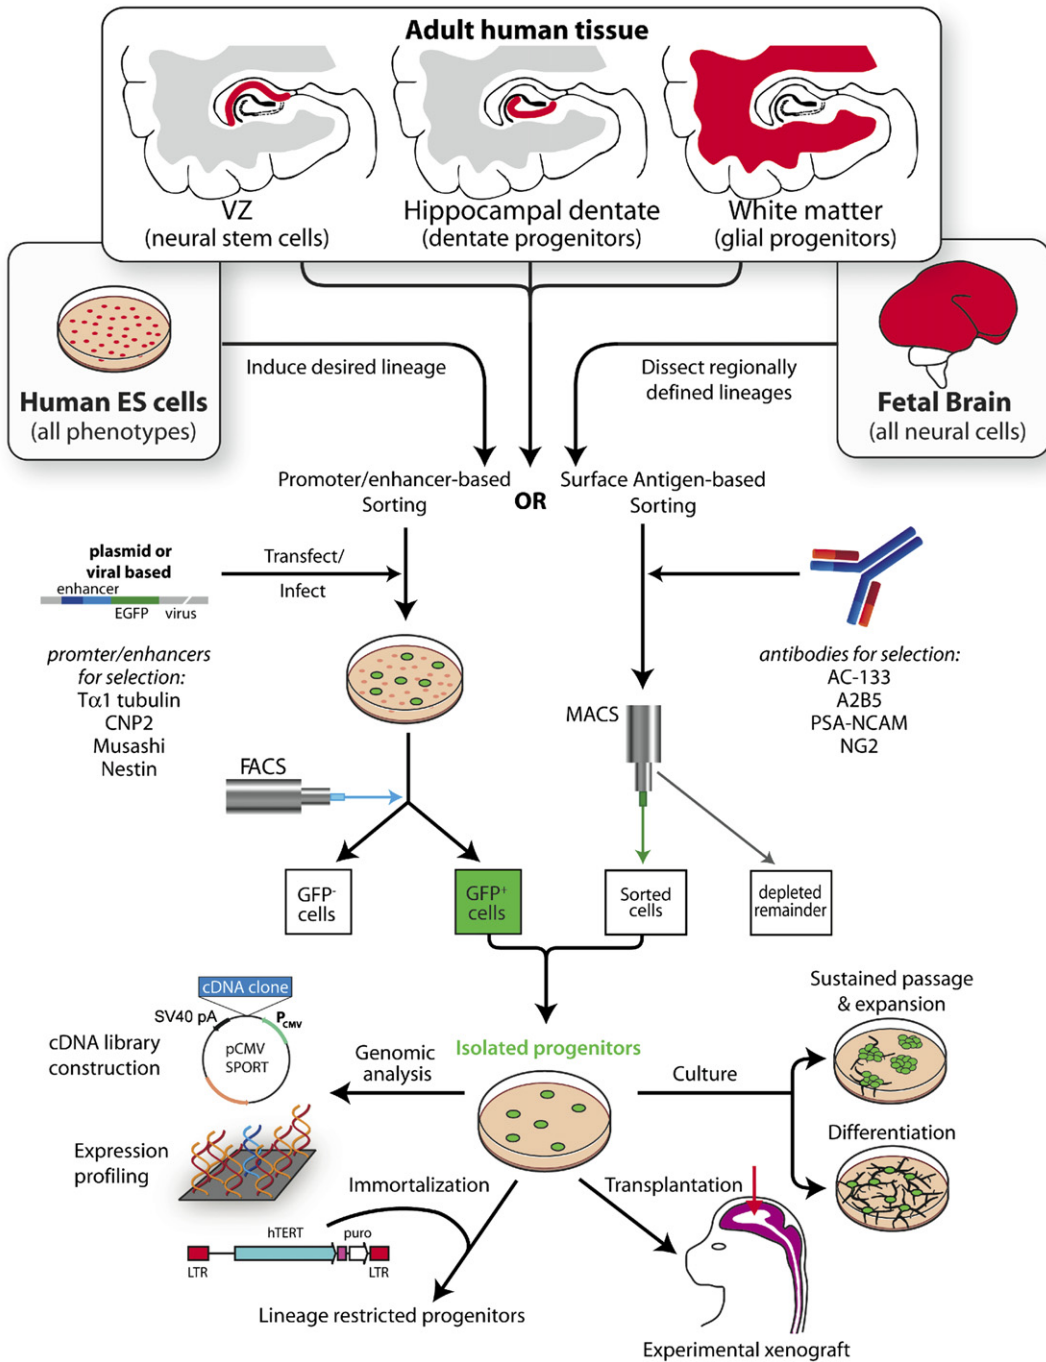 Adult human tissue
VZ
(neural stem cells)
Hippocampal dentate
(dentate progenitors)
White matter
(glial progenitors)
Human ES cells
(all phenotypes)
Induce desired lineage
Dissect regionally
defined lineages
Fetal Brain
(all neural cells)
Promoter/enhancer-based
Sorting
OR
Surface Antigen-based
Sorting
plasmid or
viral based
enhancer
EGFP
virus
Transfect/
Infect
promter/enhancers
for selection:
Tα1 tubulin
CNP2
Musashi
Nestin
antibodies for selection:
AC-133
A2B5
PSA-NCAM
NG2
FACS
MACS
GFP⁻
cells
GFP⁺
cells
Sorted
cells
depleted
remainder
cDNA clone
SV40 pA
P_CMV
pCMV
SPORT
cDNA library
construction
Genomic
analysis
Isolated progenitors
Culture
Sustained passage
& expansion
Differentiation
Expression
profiling
Immortalization
Transplantation
hTERT
puro
LTR
LTR
Lineage restricted progenitors
Experimental xenograft